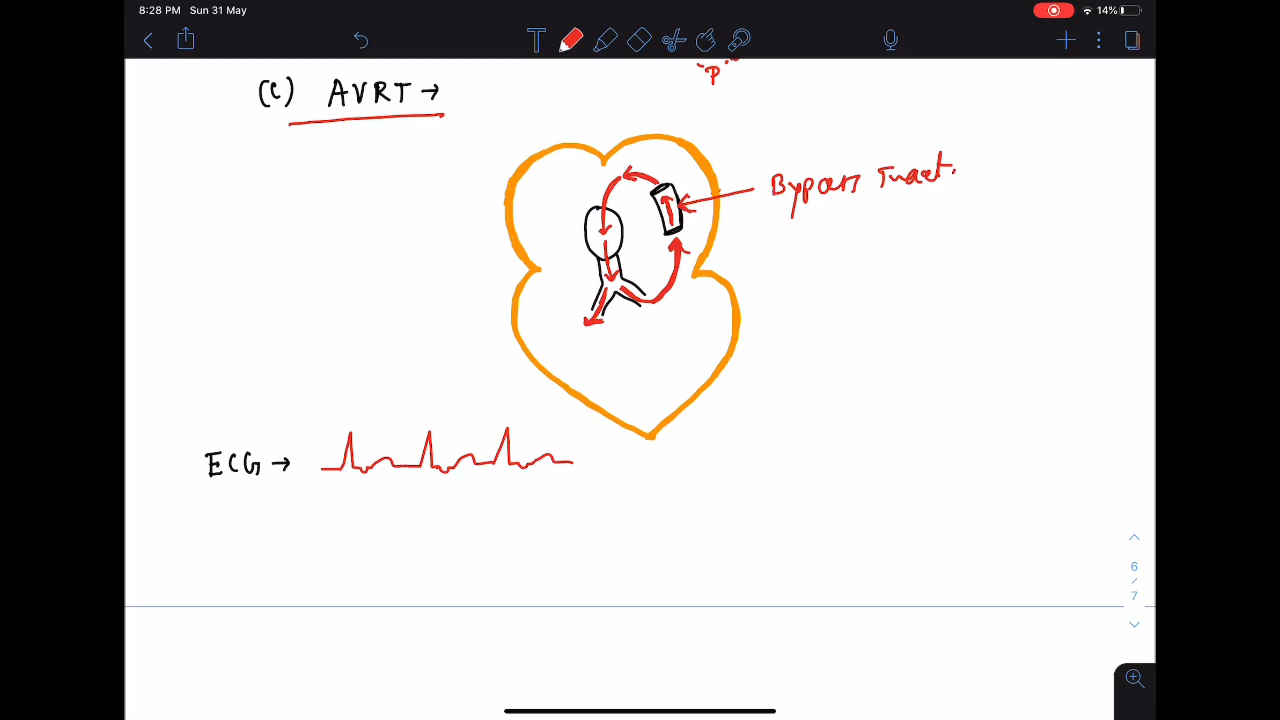 8:28 PM Sun 31 May
14%
T
"P"
(C) AVRT →
Bypass Tract.
ECG →
6
/
7